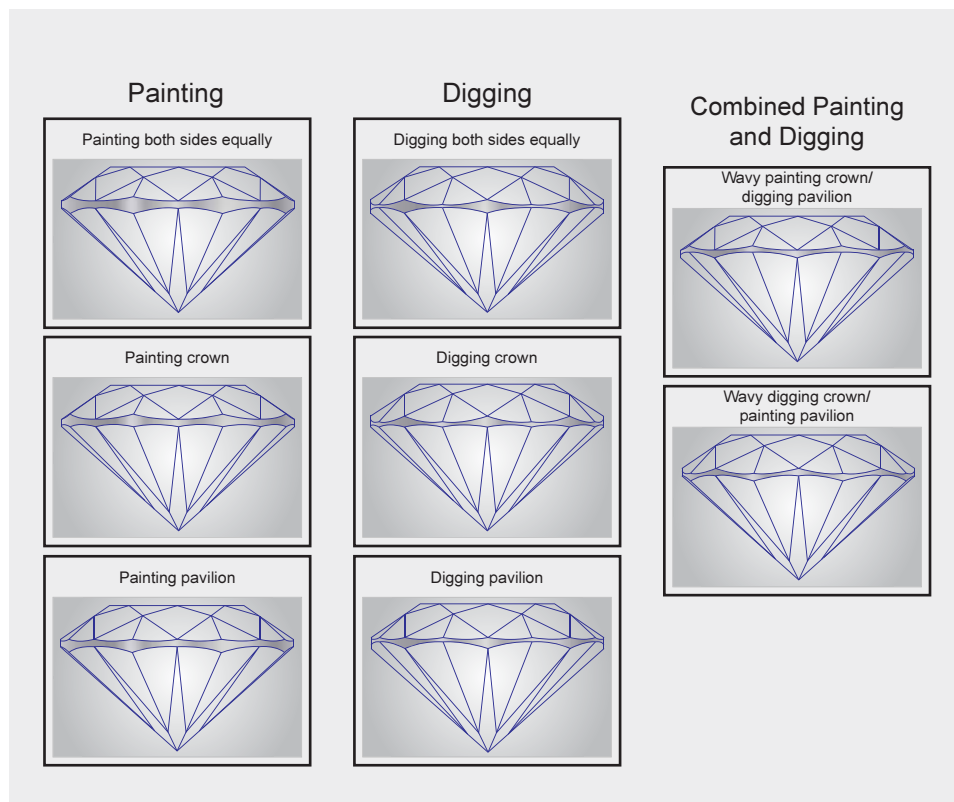 Painting
Painting both sides equally
Painting crown
Painting pavilion
Digging
Digging both sides equally
Digging crown
Digging pavilion
Combined Painting
and Digging
Wavy painting crown/
digging pavilion
Wavy digging crown/
painting pavilion